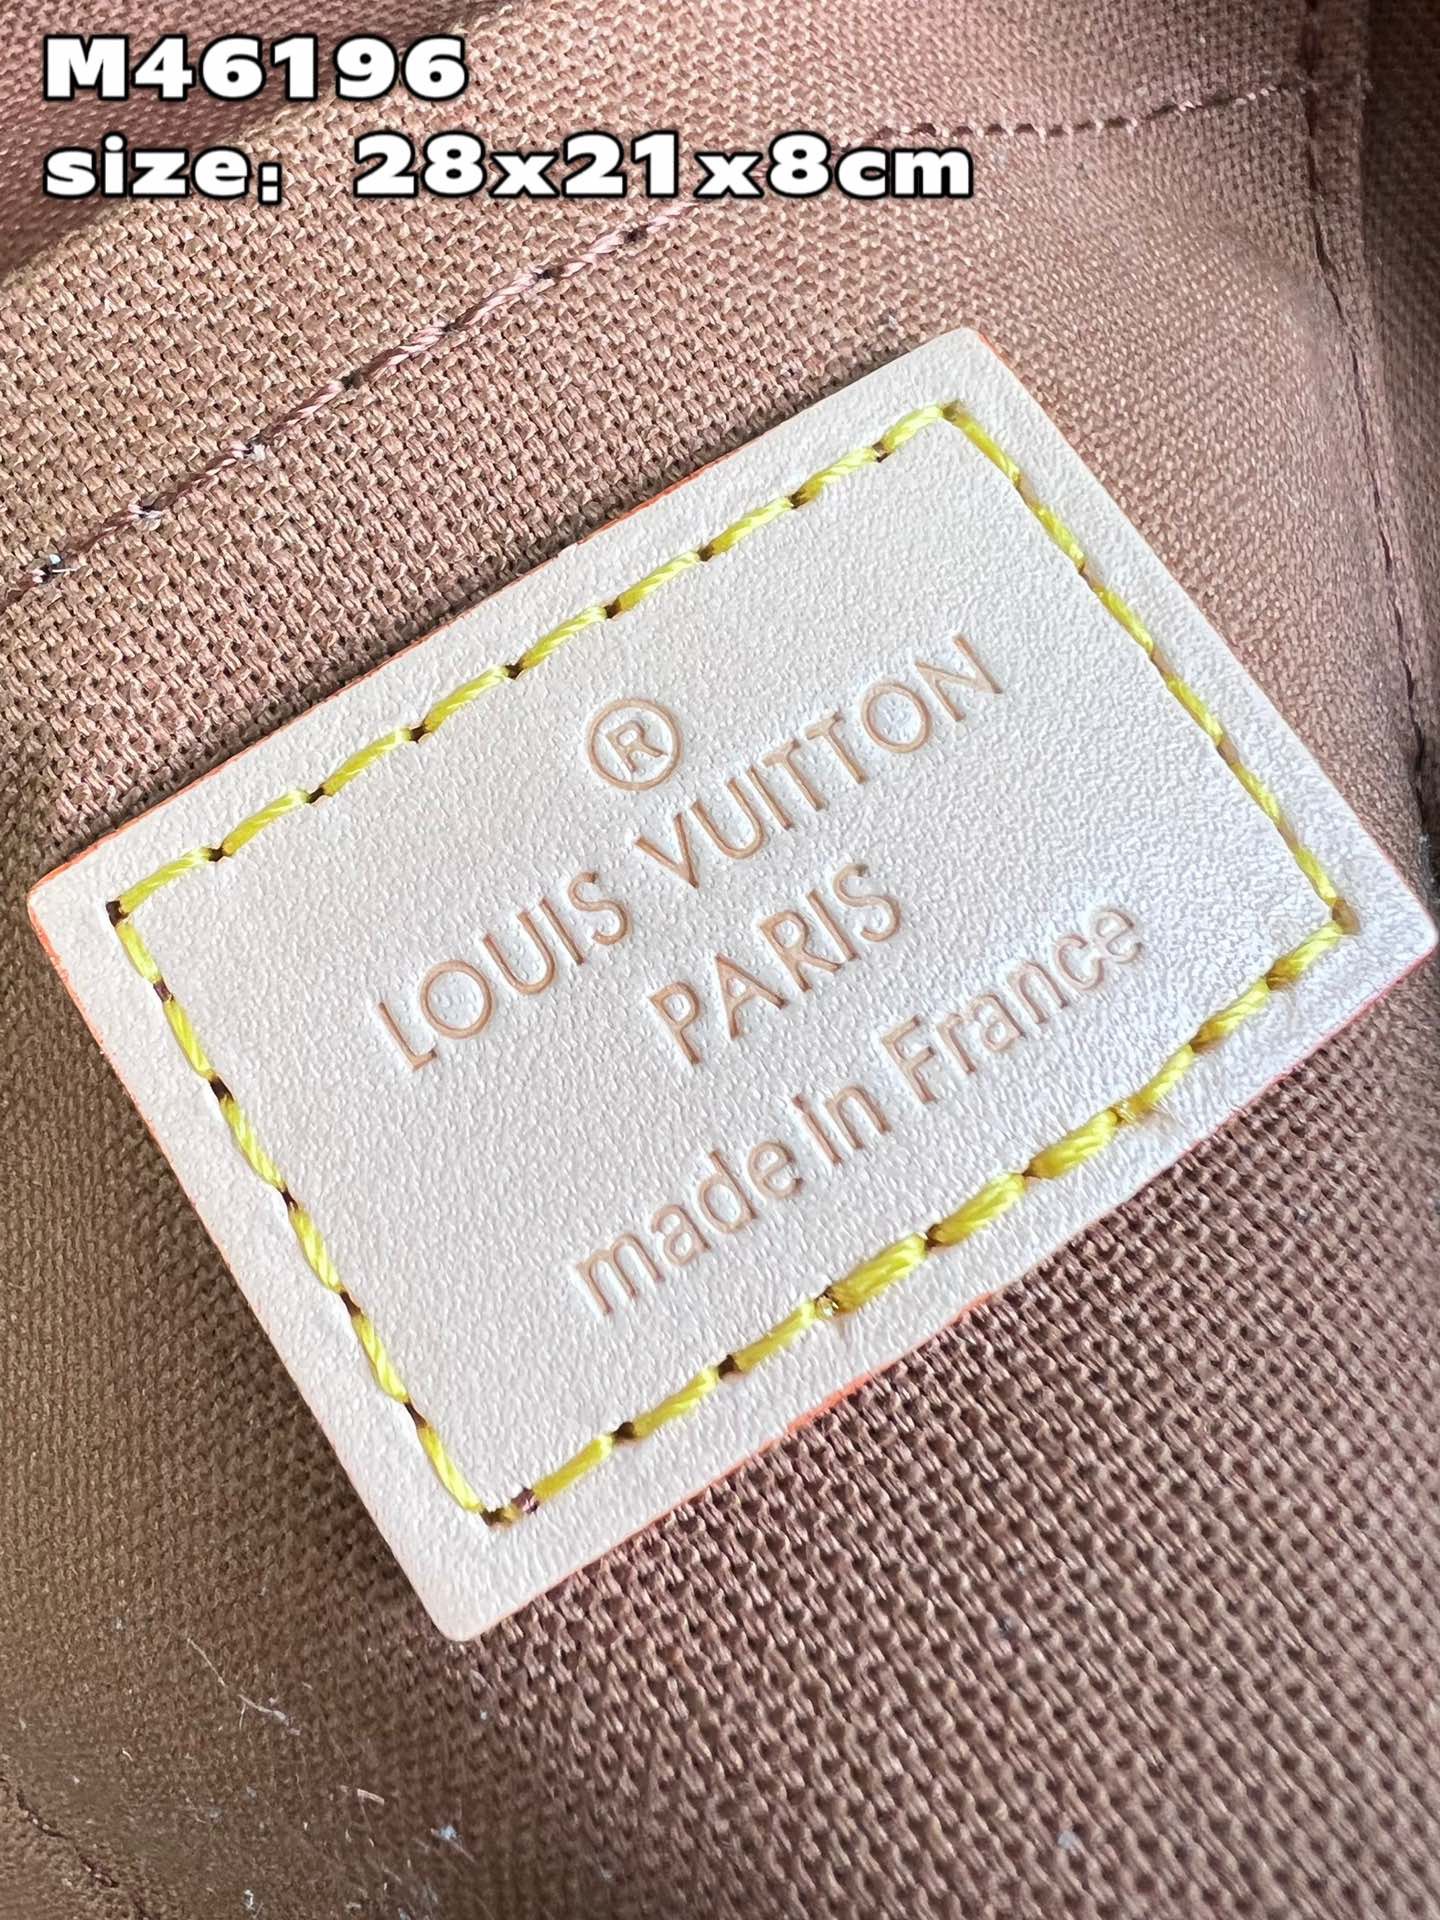 M46196
size：28x21x8cm
®
LOUIS VUITTON
PARIS
made in France